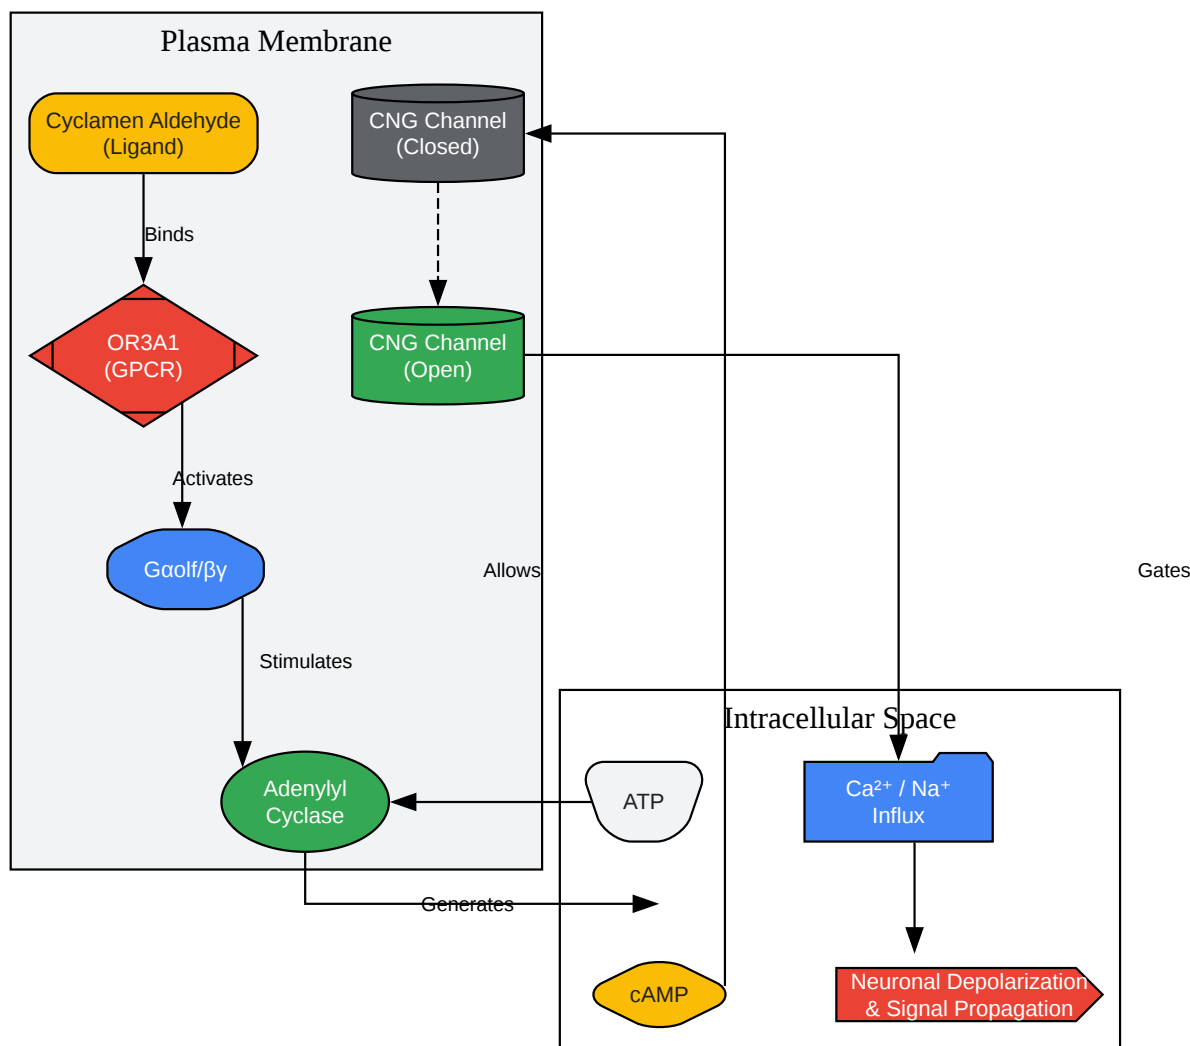 Plasma Membrane
Cyclamen Aldehyde
(Ligand)
CNG Channel
(Closed)
Binds
OR3A1
(GPCR)
CNG Channel
(Open)
Activates
Gαolf/βγ
Allows
Gates
Stimulates
Intracellular Space
Adenylyl
Cyclase
ATP
Ca²⁺ / Na⁺
Influx
Generates
cAMP
Neuronal Depolarization
& Signal Propagation